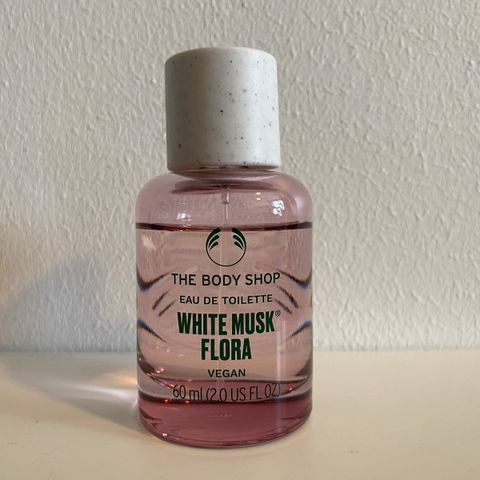 THE BODY SHOP
EAU DE TOILETTE
WHITE MUSK®
FLORA
VEGAN
60 ml (2.0 US FL OZ)